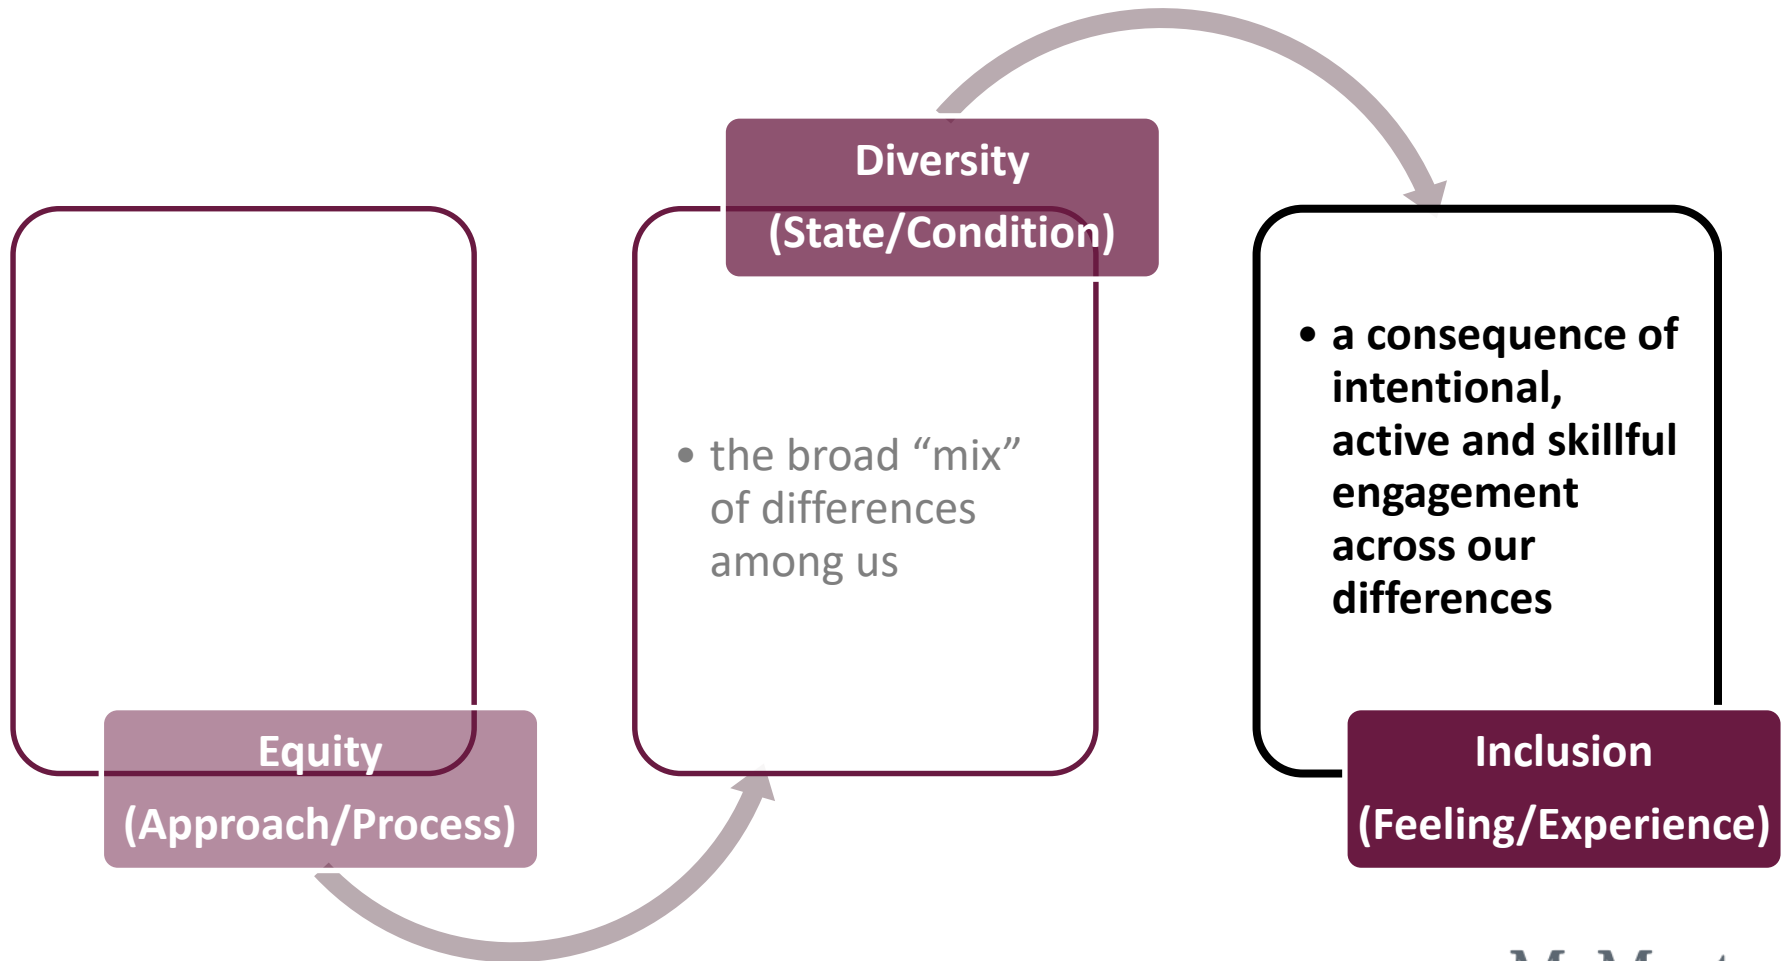 Diversity
(State/Condition)
• the broad “mix”
of differences
among us
• a consequence of
intentional,
active and skillful
engagement
across our
differences
Equity
(Approach/Process)
Inclusion
(Feeling/Experience)